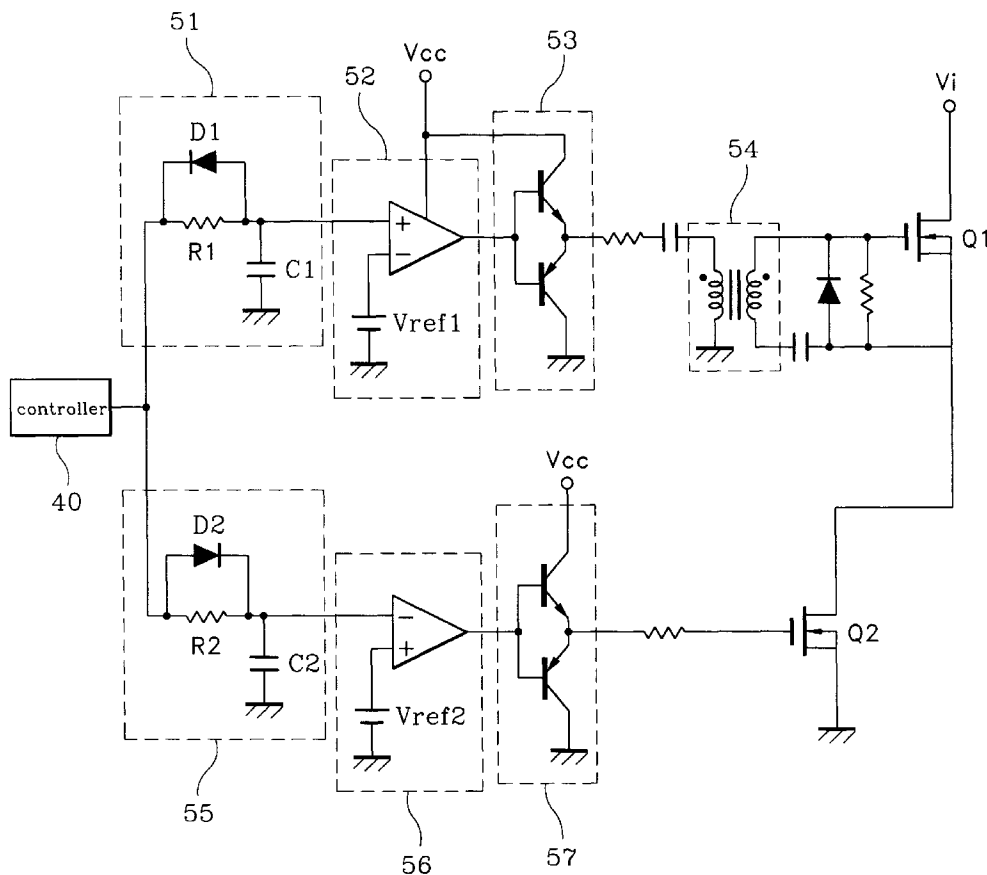 51
Vcc
53
52
Vi
D1
54
R1
C1
Vref1
Q1
controller
40
Vcc
D2
R2
C2
Vref2
Q2
55
56
57